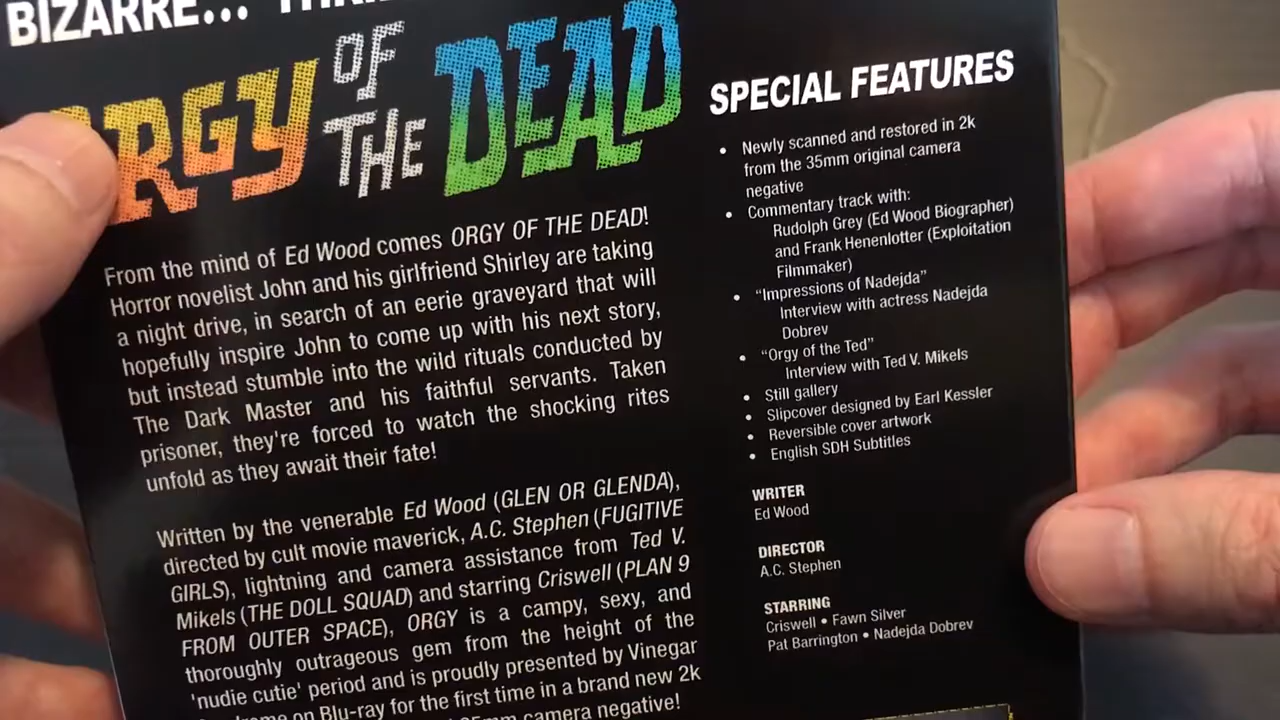 BIZARRE...
ORGY OF THE DEAD
From the mind of Ed Wood comes ORGY OF THE DEAD!
Horror novelist John and his girlfriend Shirley are taking
a night drive, in search of an eerie graveyard that will
hopefully inspire John to come up with his next story,
but instead stumble into the wild rituals conducted by
The Dark Master and his faithful servants. Taken
prisoner, they're forced to watch the shocking rites
unfold as they await their fate!
Written by the venerable Ed Wood (GLEN OR GLENDA),
directed by cult movie maverick, A.C. Stephen (FUGITIVE
GIRLS), lightning and camera assistance from Ted V.
Mikels (THE DOLL SQUAD) and starring Criswell (PLAN 9
FROM OUTER SPACE), ORGY is a campy, sexy, and
thoroughly outrageous gem from the height of the
'nudie cutie' period and is proudly presented by Vinegar
on Blu-ray for the first time in a brand new 2k
camera negative!
SPECIAL FEATURES
• Newly scanned and restored in 2k
from the 35mm original camera
negative
• Commentary track with:
Rudolph Grey (Ed Wood Biographer)
and Frank Henenlotter (Exploitation
Filmmaker)
• "Impressions of Nadejda"
Interview with actress Nadejda
Dobrev
• "Orgy of the Ted"
Interview with Ted V. Mikels
• Still gallery
• Slipcover designed by Earl Kessler
• Reversible cover artwork
• English SDH Subtitles
WRITER
Ed Wood
DIRECTOR
A.C. Stephen
STARRING
Criswell • Fawn Silver
Pat Barrington • Nadejda Dobrev